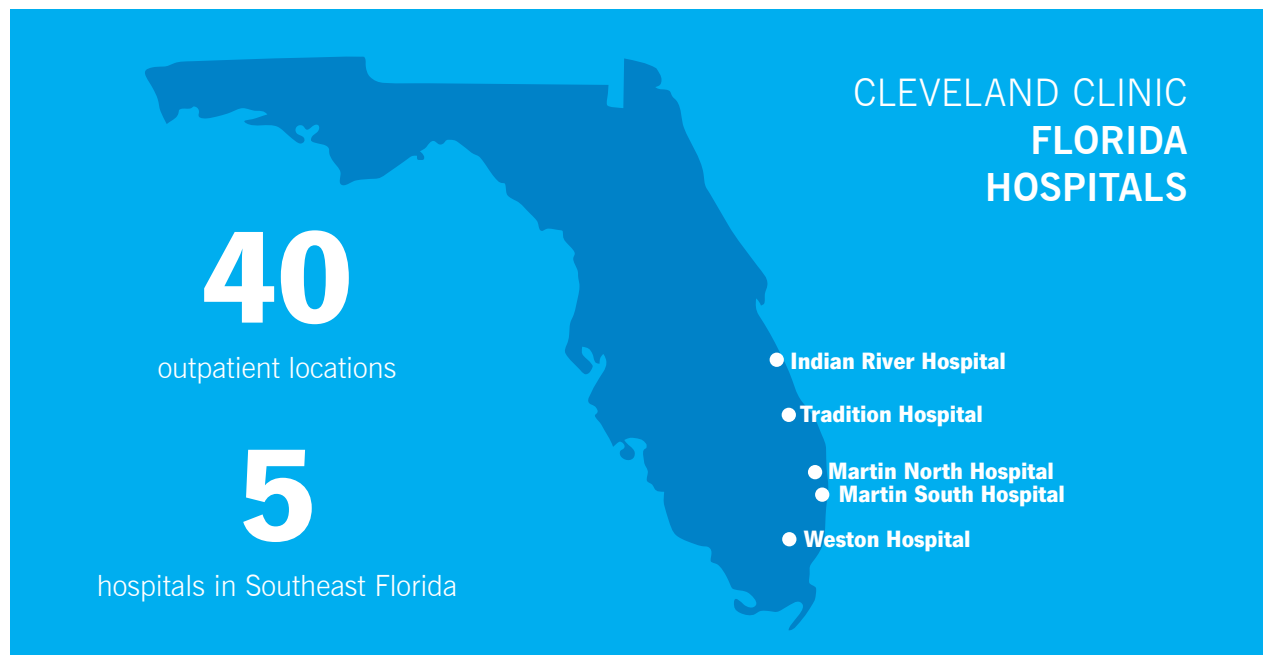 CLEVELAND CLINIC
FLORIDA
HOSPITALS
40
outpatient locations
5
hospitals in Southeast Florida
Indian River Hospital
Tradition Hospital
Martin North Hospital
Martin South Hospital
Weston Hospital